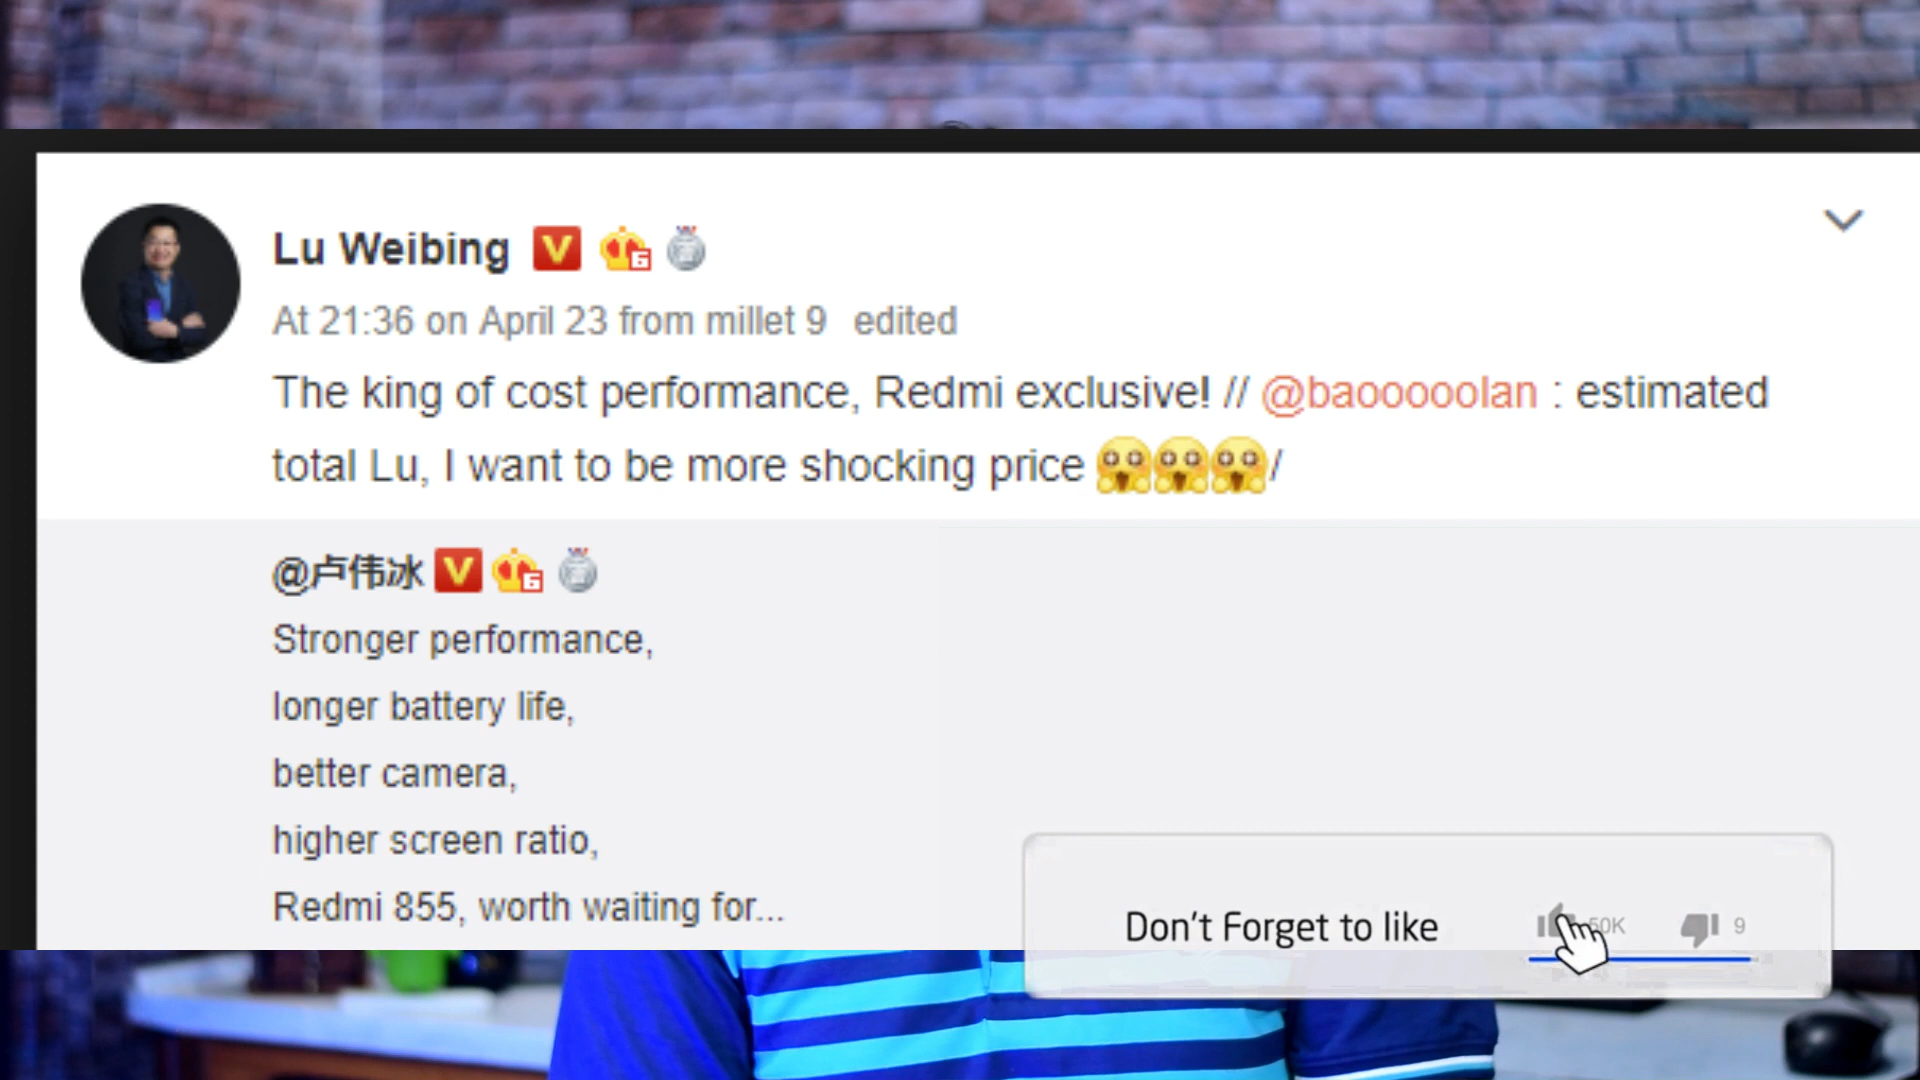 Lu Weibing
At 21:36 on April 23 from millet 9 edited
The king of cost performance, Redmi exclusive! // @baooooolan : estimated
total Lu, I want to be more shocking price /
@卢伟冰
Stronger performance,
longer battery life,
better camera,
higher screen ratio,
Redmi 855, worth waiting for...
Don't Forget to like 50K 9